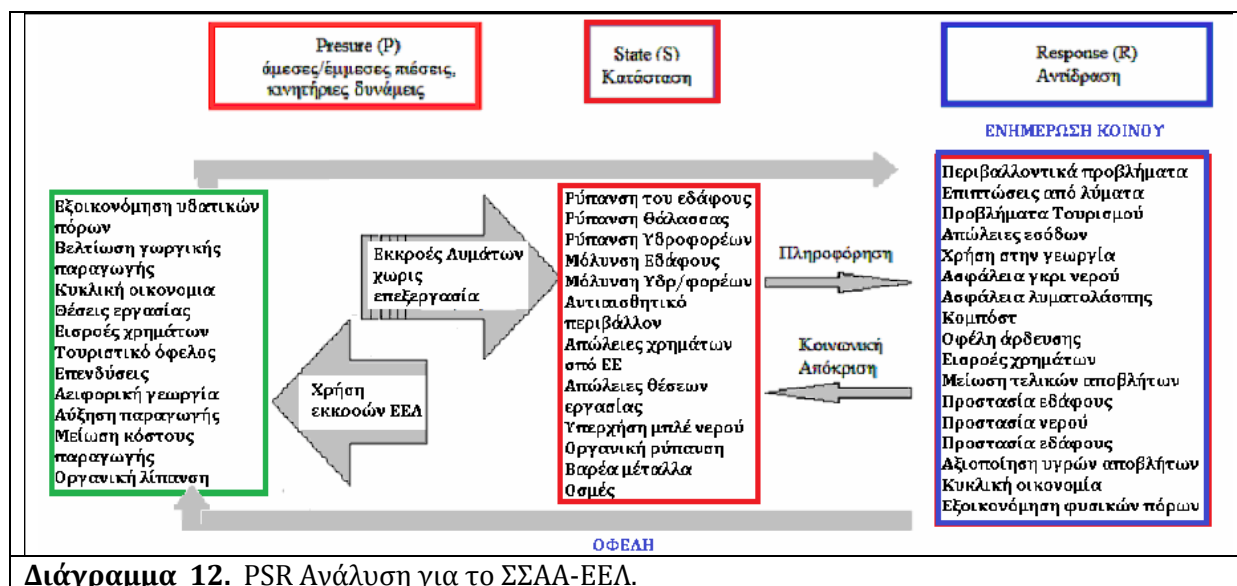 Presure (P)
άμεσες/έμμεσες πιέσεις,
κινητήριες δυνάμεις
State (S)
Κατάσταση
Response (R)
Αντίδραση
ΕΝΗΜΕΡΩΣΗ ΚΟΙΝΟΥ
Εξοικονόμηση υδατικών
πόρων
Βελτίωση γωργικής
παραγωγής
Κυκλική οικονομια
Θέσεις εργασίας
Εισροές χρημάτων
Τουριστικό όφελος
Επενδύσεις
Αειφορική γεωργία
Αύξηση παραγωγής
Μείωση κόστους
παραγωγής
Οργανική λίπανση
Εκκροές Λυμάτων
χωρις
επεξεργασία
Χρήση
εκκροών ΕΕΛ
Ρύπανση του εδάφους
Ρύπανση Θάλασσας
Ρύπανση Υδροφορέων
Μόλυνση Εδάφους
Μόλυνση Υδρ/φορέων
Αντιαισθητικό
περιβάλλον
Απώλειες χρημάτων
από ΕΕ
Απώλειες θέσεων
εργασίας
Υπερχήση μπλέ νερού
Οργανική ρύπανση
Βαρέα μέταλλα
Οσμές
Πληροφόρηση
Κοινωνική
Απόκριση
Περιβαλλοντικά προβλήματα
Επιπτώσεις από λύματα
Προβλήματα Τουρισμού
Απώλειες εσόδων
Χρήση στην γεωργία
Ασφάλεια γκρι νερού
Ασφάλεια λυματολάσπης
Κομπόστ
Οφέλη άρδευσης
Εισροές χρημάτων
Μείωση τελικών αποβλήτων
Προστασία εδάφους
Προστασία νερού
Προστασία εδάφους
Αξιοποίηση υγρών αποβλήτων
Κυκλική οικονομία
Εξοικονόμηση φυσικών πόρων
ΟΦΕΛΗ
Διάγραμμα 12. PSR Ανάλυση για το ΣΣΑΑ-ΕΕΛ.